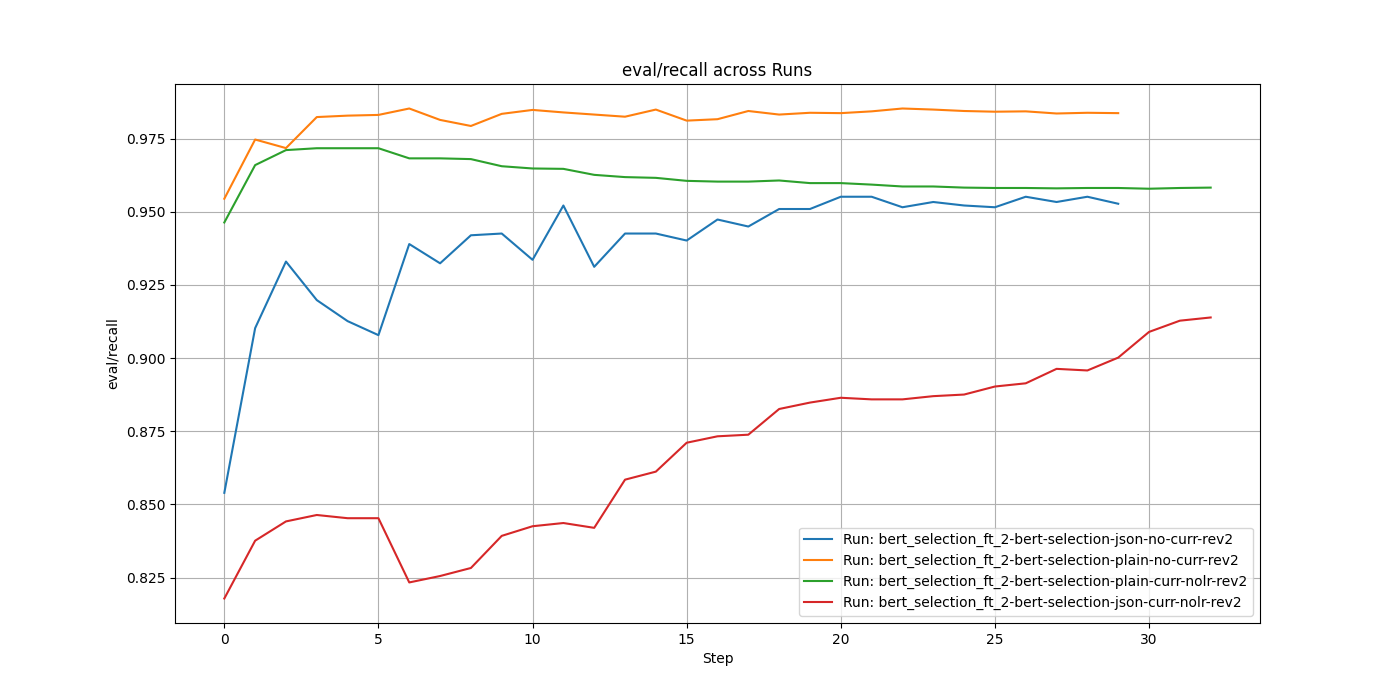 eval/recall across Runs
eval/recall
0.975
0.950
0.925
0.900
0.875
0.850
0.825
0 5 10 15 20 25 30
Step
Run: bert_selection_ft_2-bert-selection-json-no-curr-rev2
Run: bert_selection_ft_2-bert-selection-plain-no-curr-rev2
Run: bert_selection_ft_2-bert-selection-plain-curr-nolr-rev2
Run: bert_selection_ft_2-bert-selection-json-curr-nolr-rev2